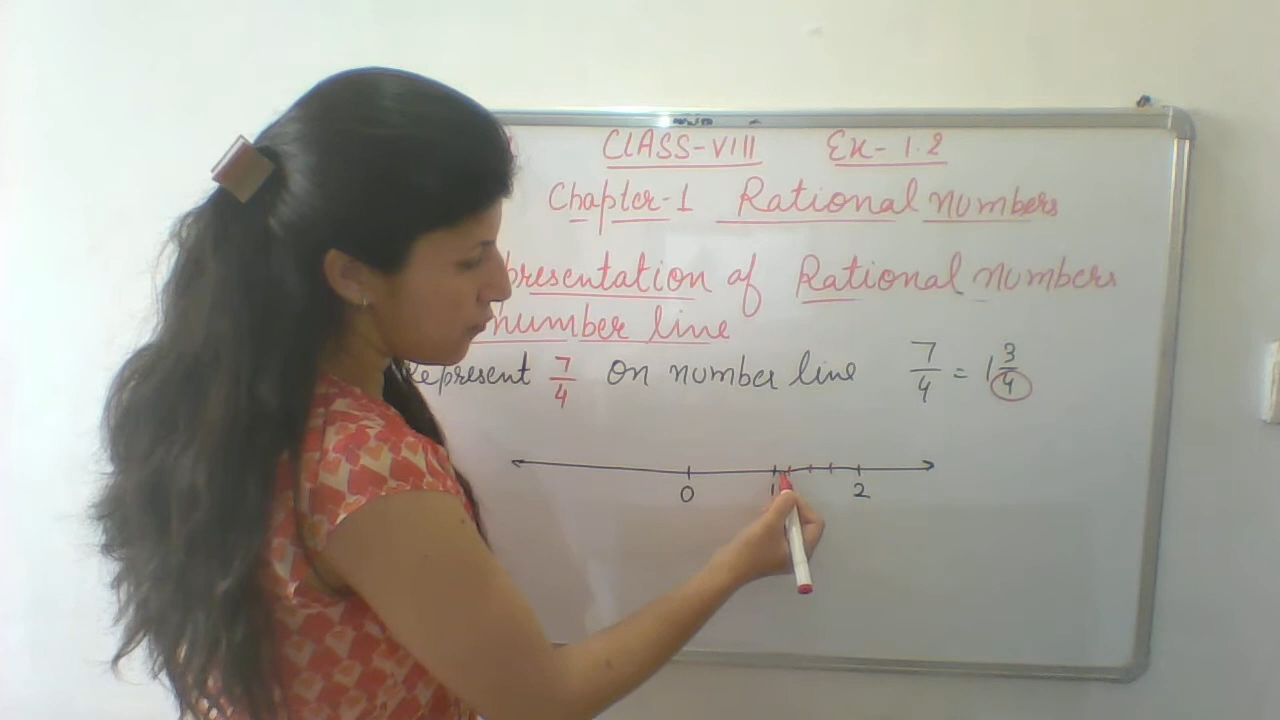 CLASS-VIII Ex-1.2
Chapter-1 Rational numbers
presentation of Rational numbers
number line
Represent 7/4 on number line 7/4 = 1 3/4
0 1 2